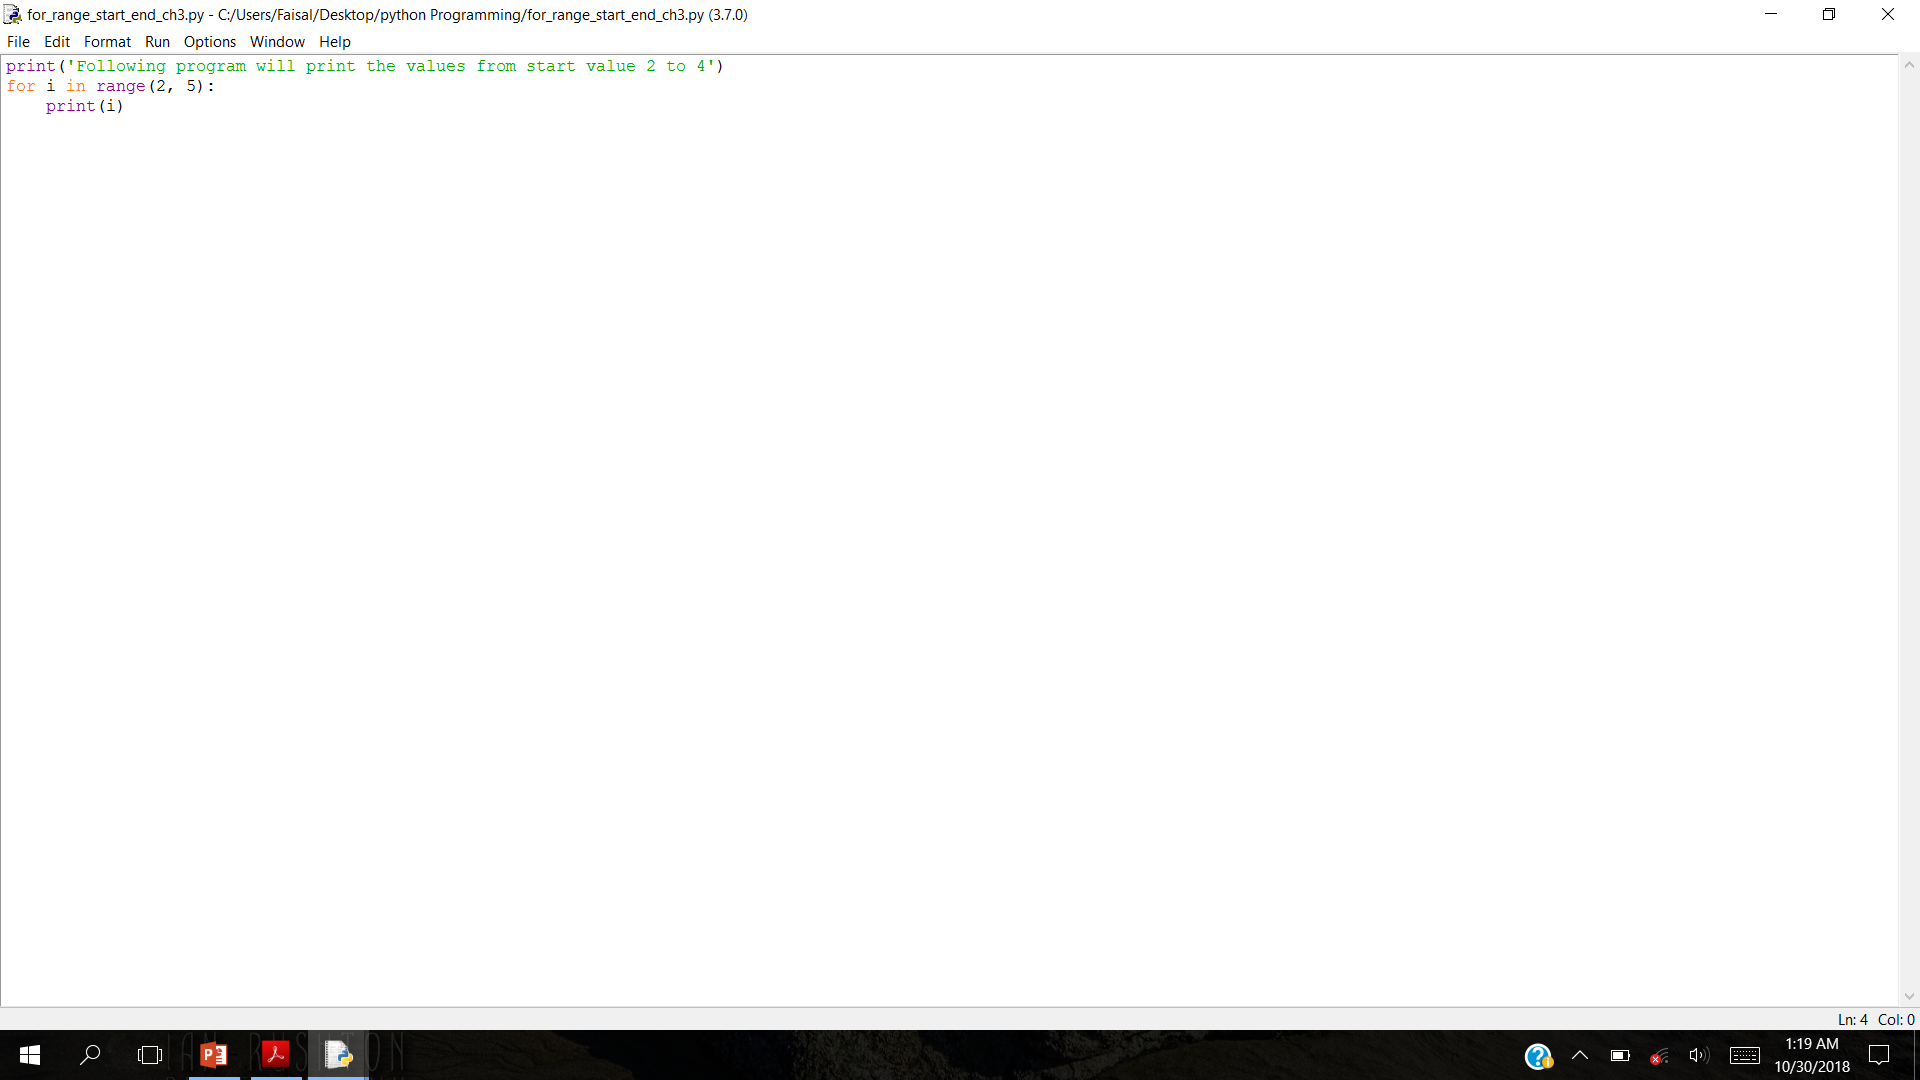 for_range_start_end_ch3.py - C:/Users/Faisal/Desktop/python Programming/for_range_start_end_ch3.py (3.7.0)
File Edit Format Run Options Window Help
print('Following program will print the values from start value 2 to 4')
for i in range(2, 5):
    print(i)
Ln: 4 Col: 0
1:19 AM
10/30/2018